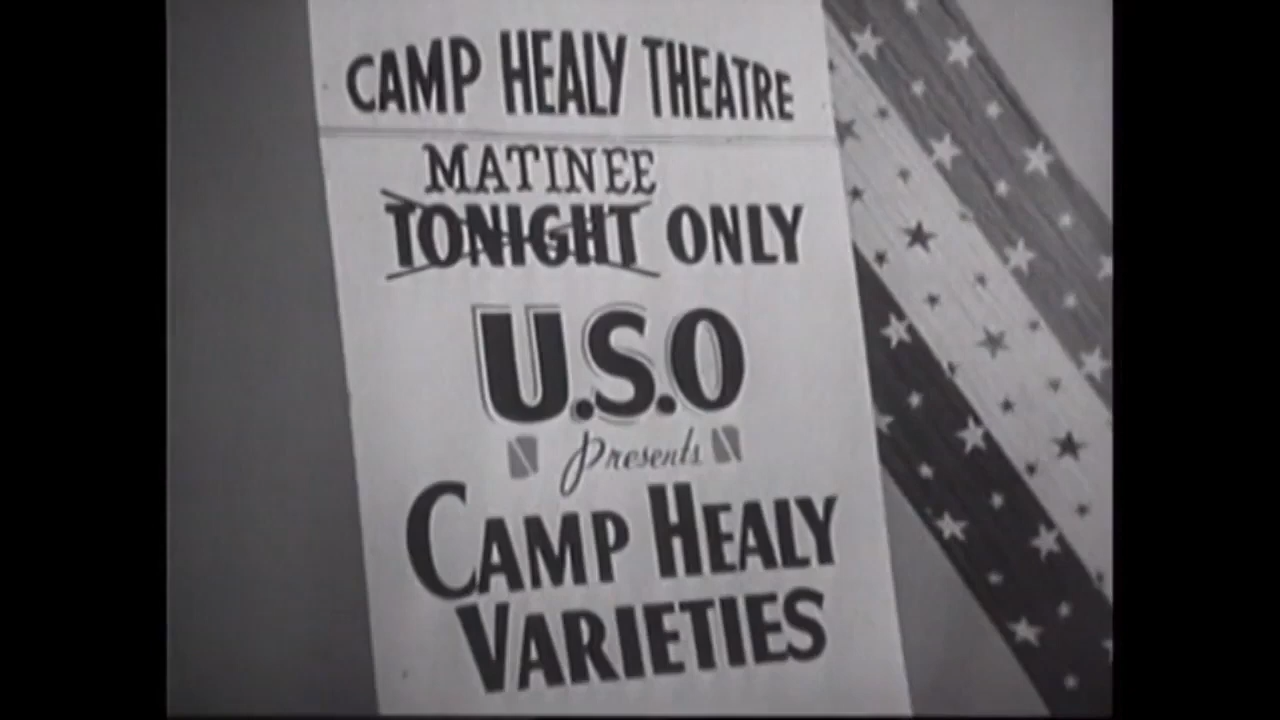 CAMP HEALY THEATRE
MATINEE
TONIGHT ONLY
U.S.O
presents
CAMP HEALY
VARIETIES